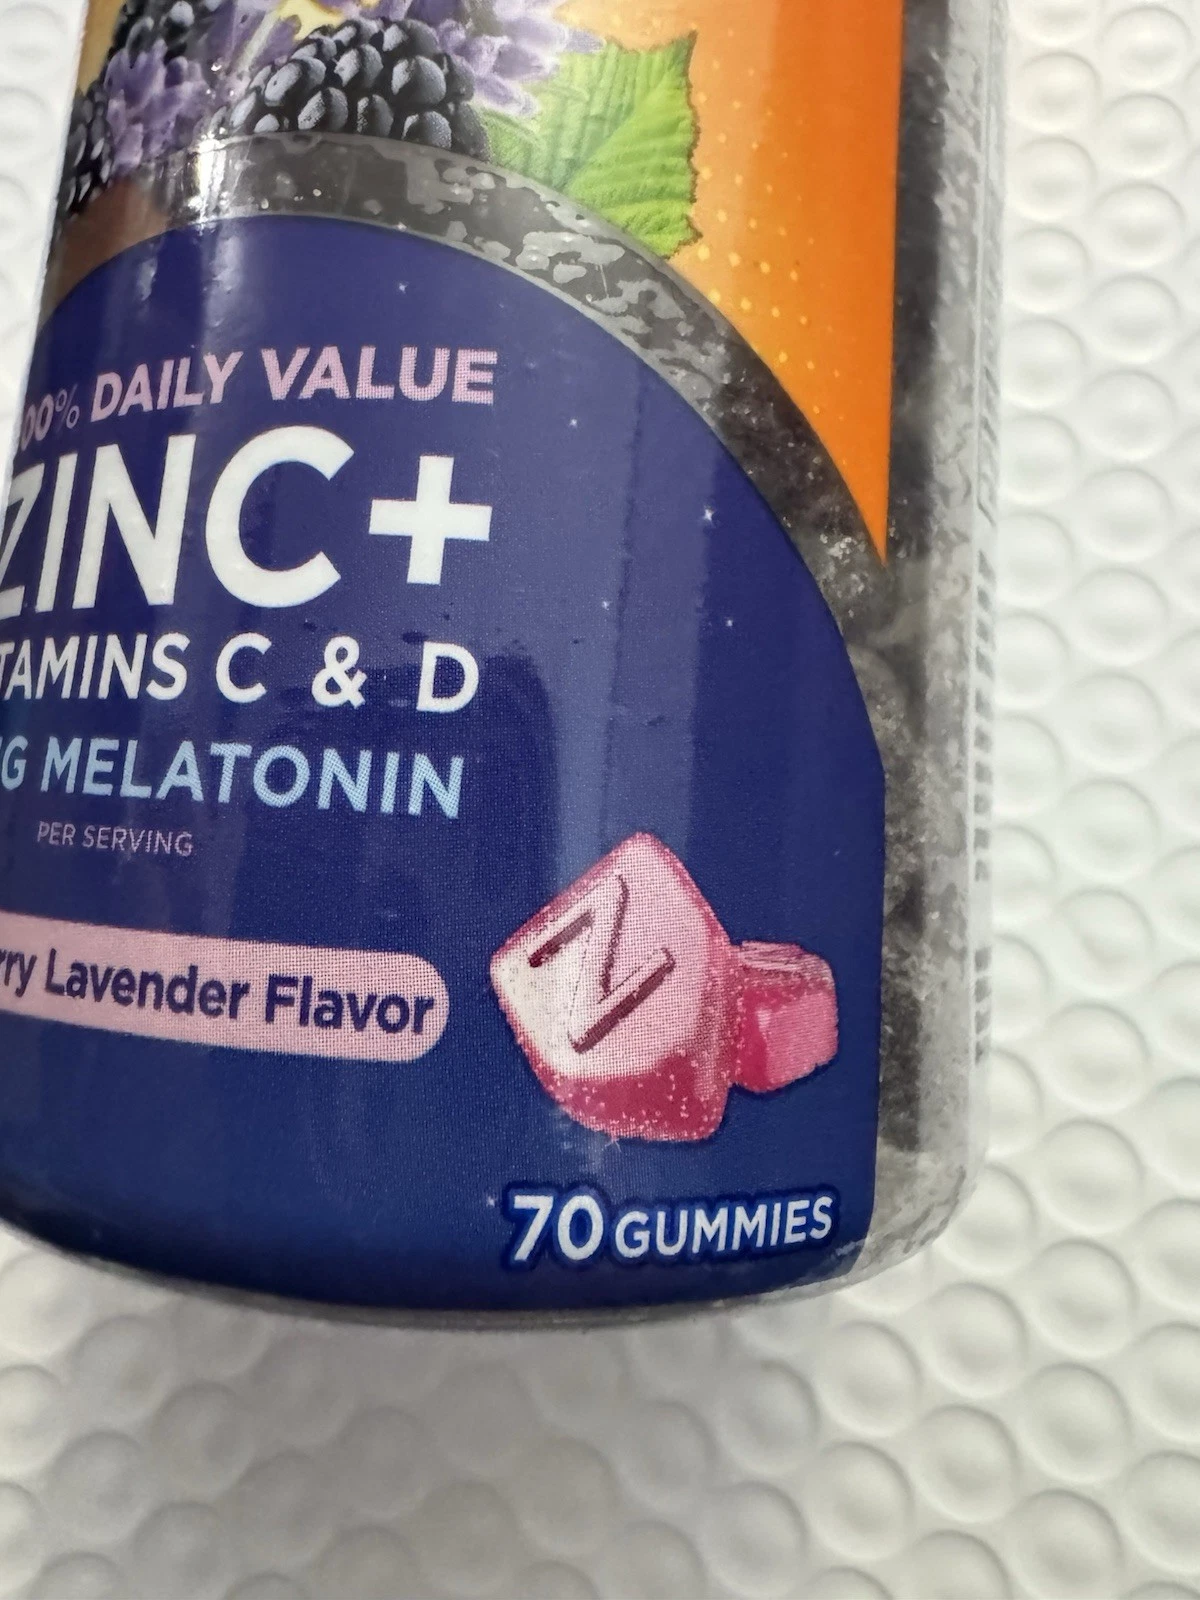 00% DAILY VALUE
ZINC+
TAMINS C & D
G MELATONIN
PER SERVING
rry Lavender Flavor
Z
70 GUMMIES